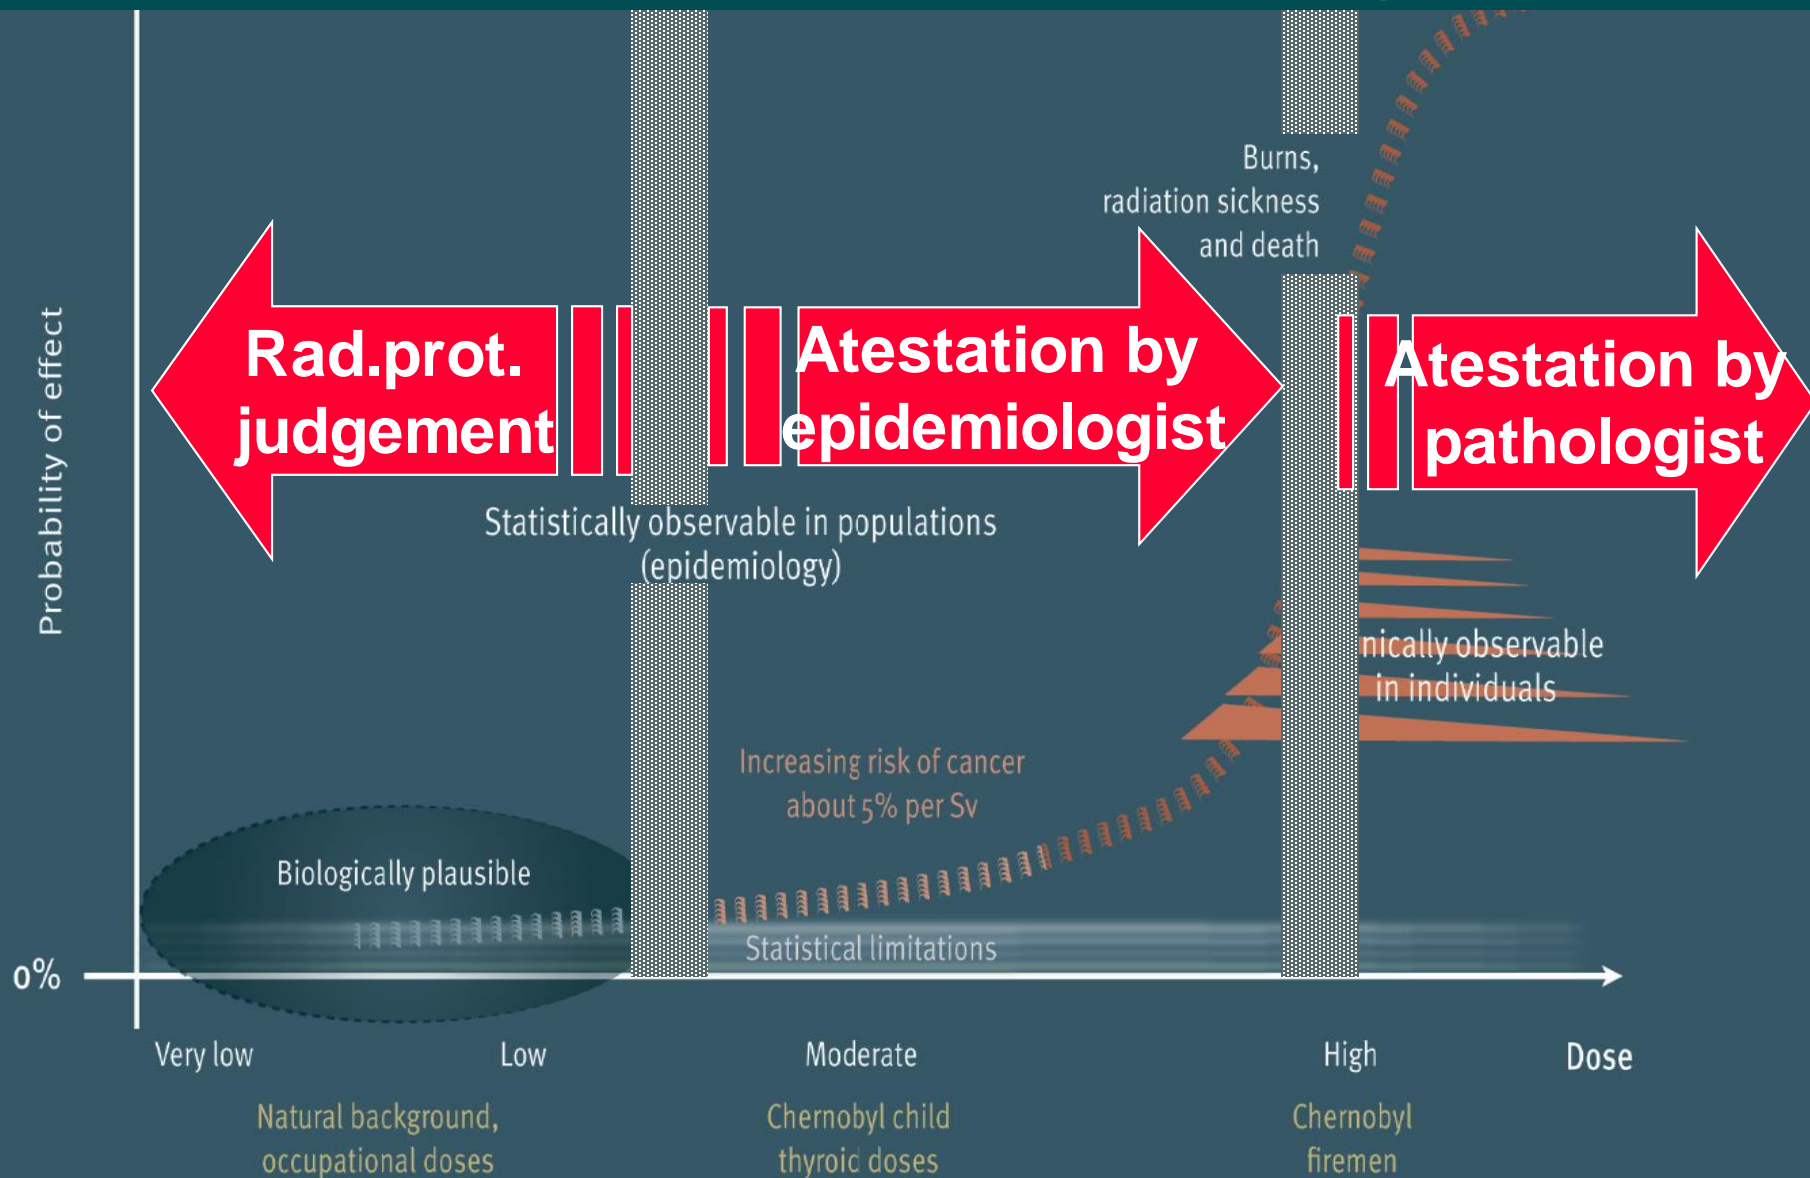 Burns,
radiation sickness
and death
Rad.prot.
judgement
Atestation by
epidemiologist
Atestation by
pathologist
Probability of effect
Statistically observable in populations
(epidemiology)
nically observable
in individuals
Increasing risk of cancer
about 5% per Sv
Biologically plausible
Statistical limitations
0%
Very low
Low
Moderate
High
Dose
Natural background,
occupational doses
Chernobyl child
thyroid doses
Chernobyl
firemen